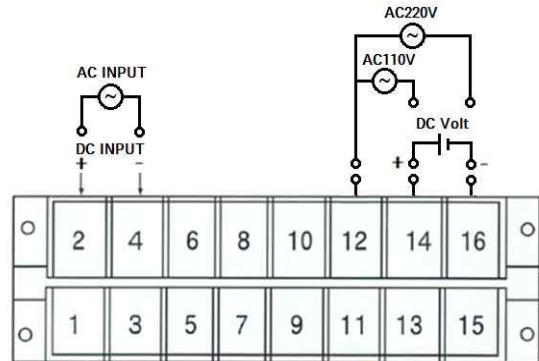 AC220V
AC INPUT
AC110V
~
~
~
DC INPUT
DC Volt
+ -
+ -
2 4 6 8 10 12 14 16
1 3 5 7 9 11 13 15